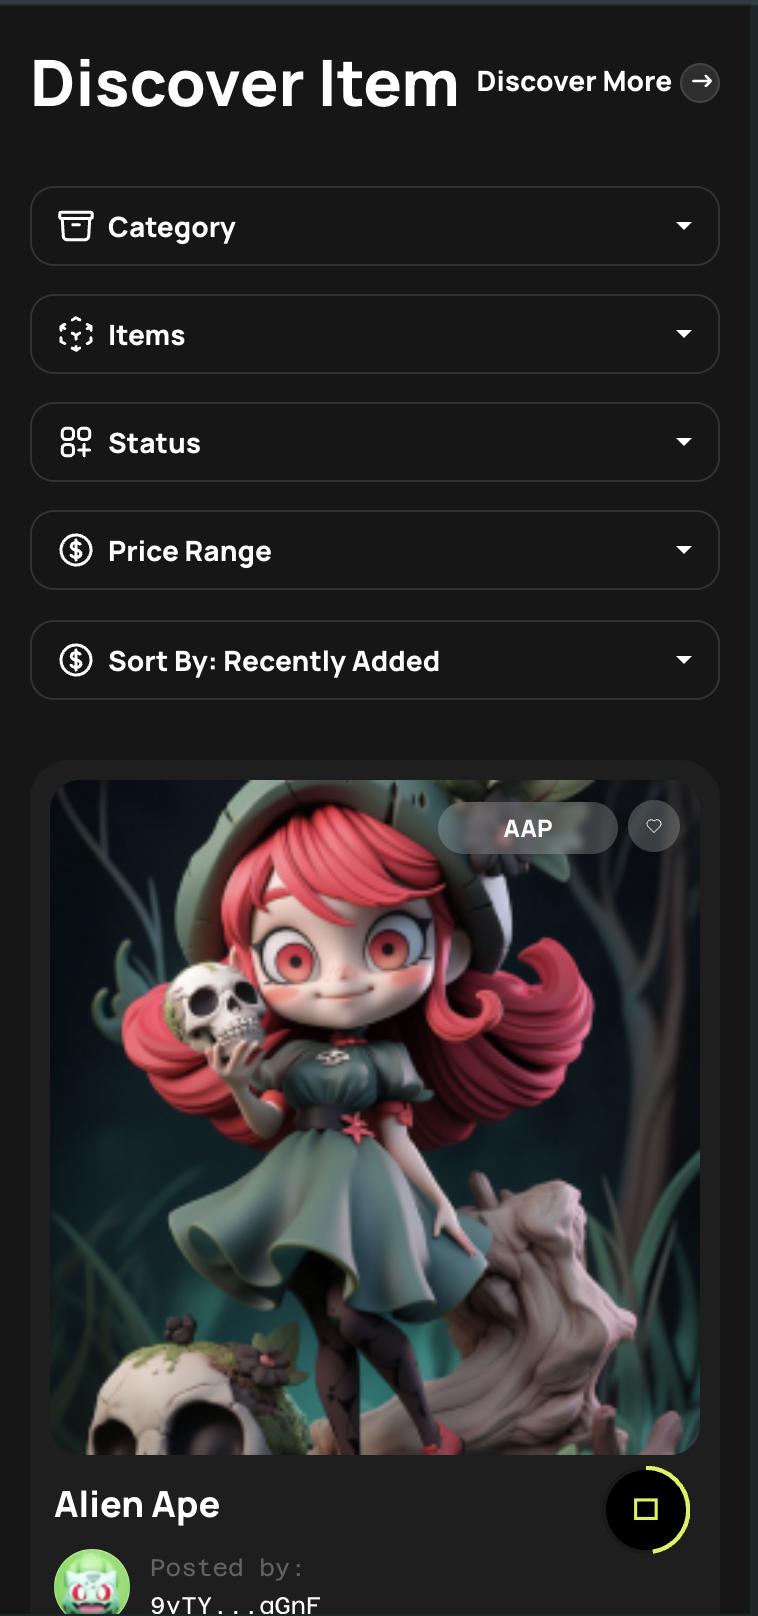 Discover Item
Discover More
Category
Items
Status
Price Range
Sort By: Recently Added
AAP
Alien Ape
Posted by:
9vTY...gGnF